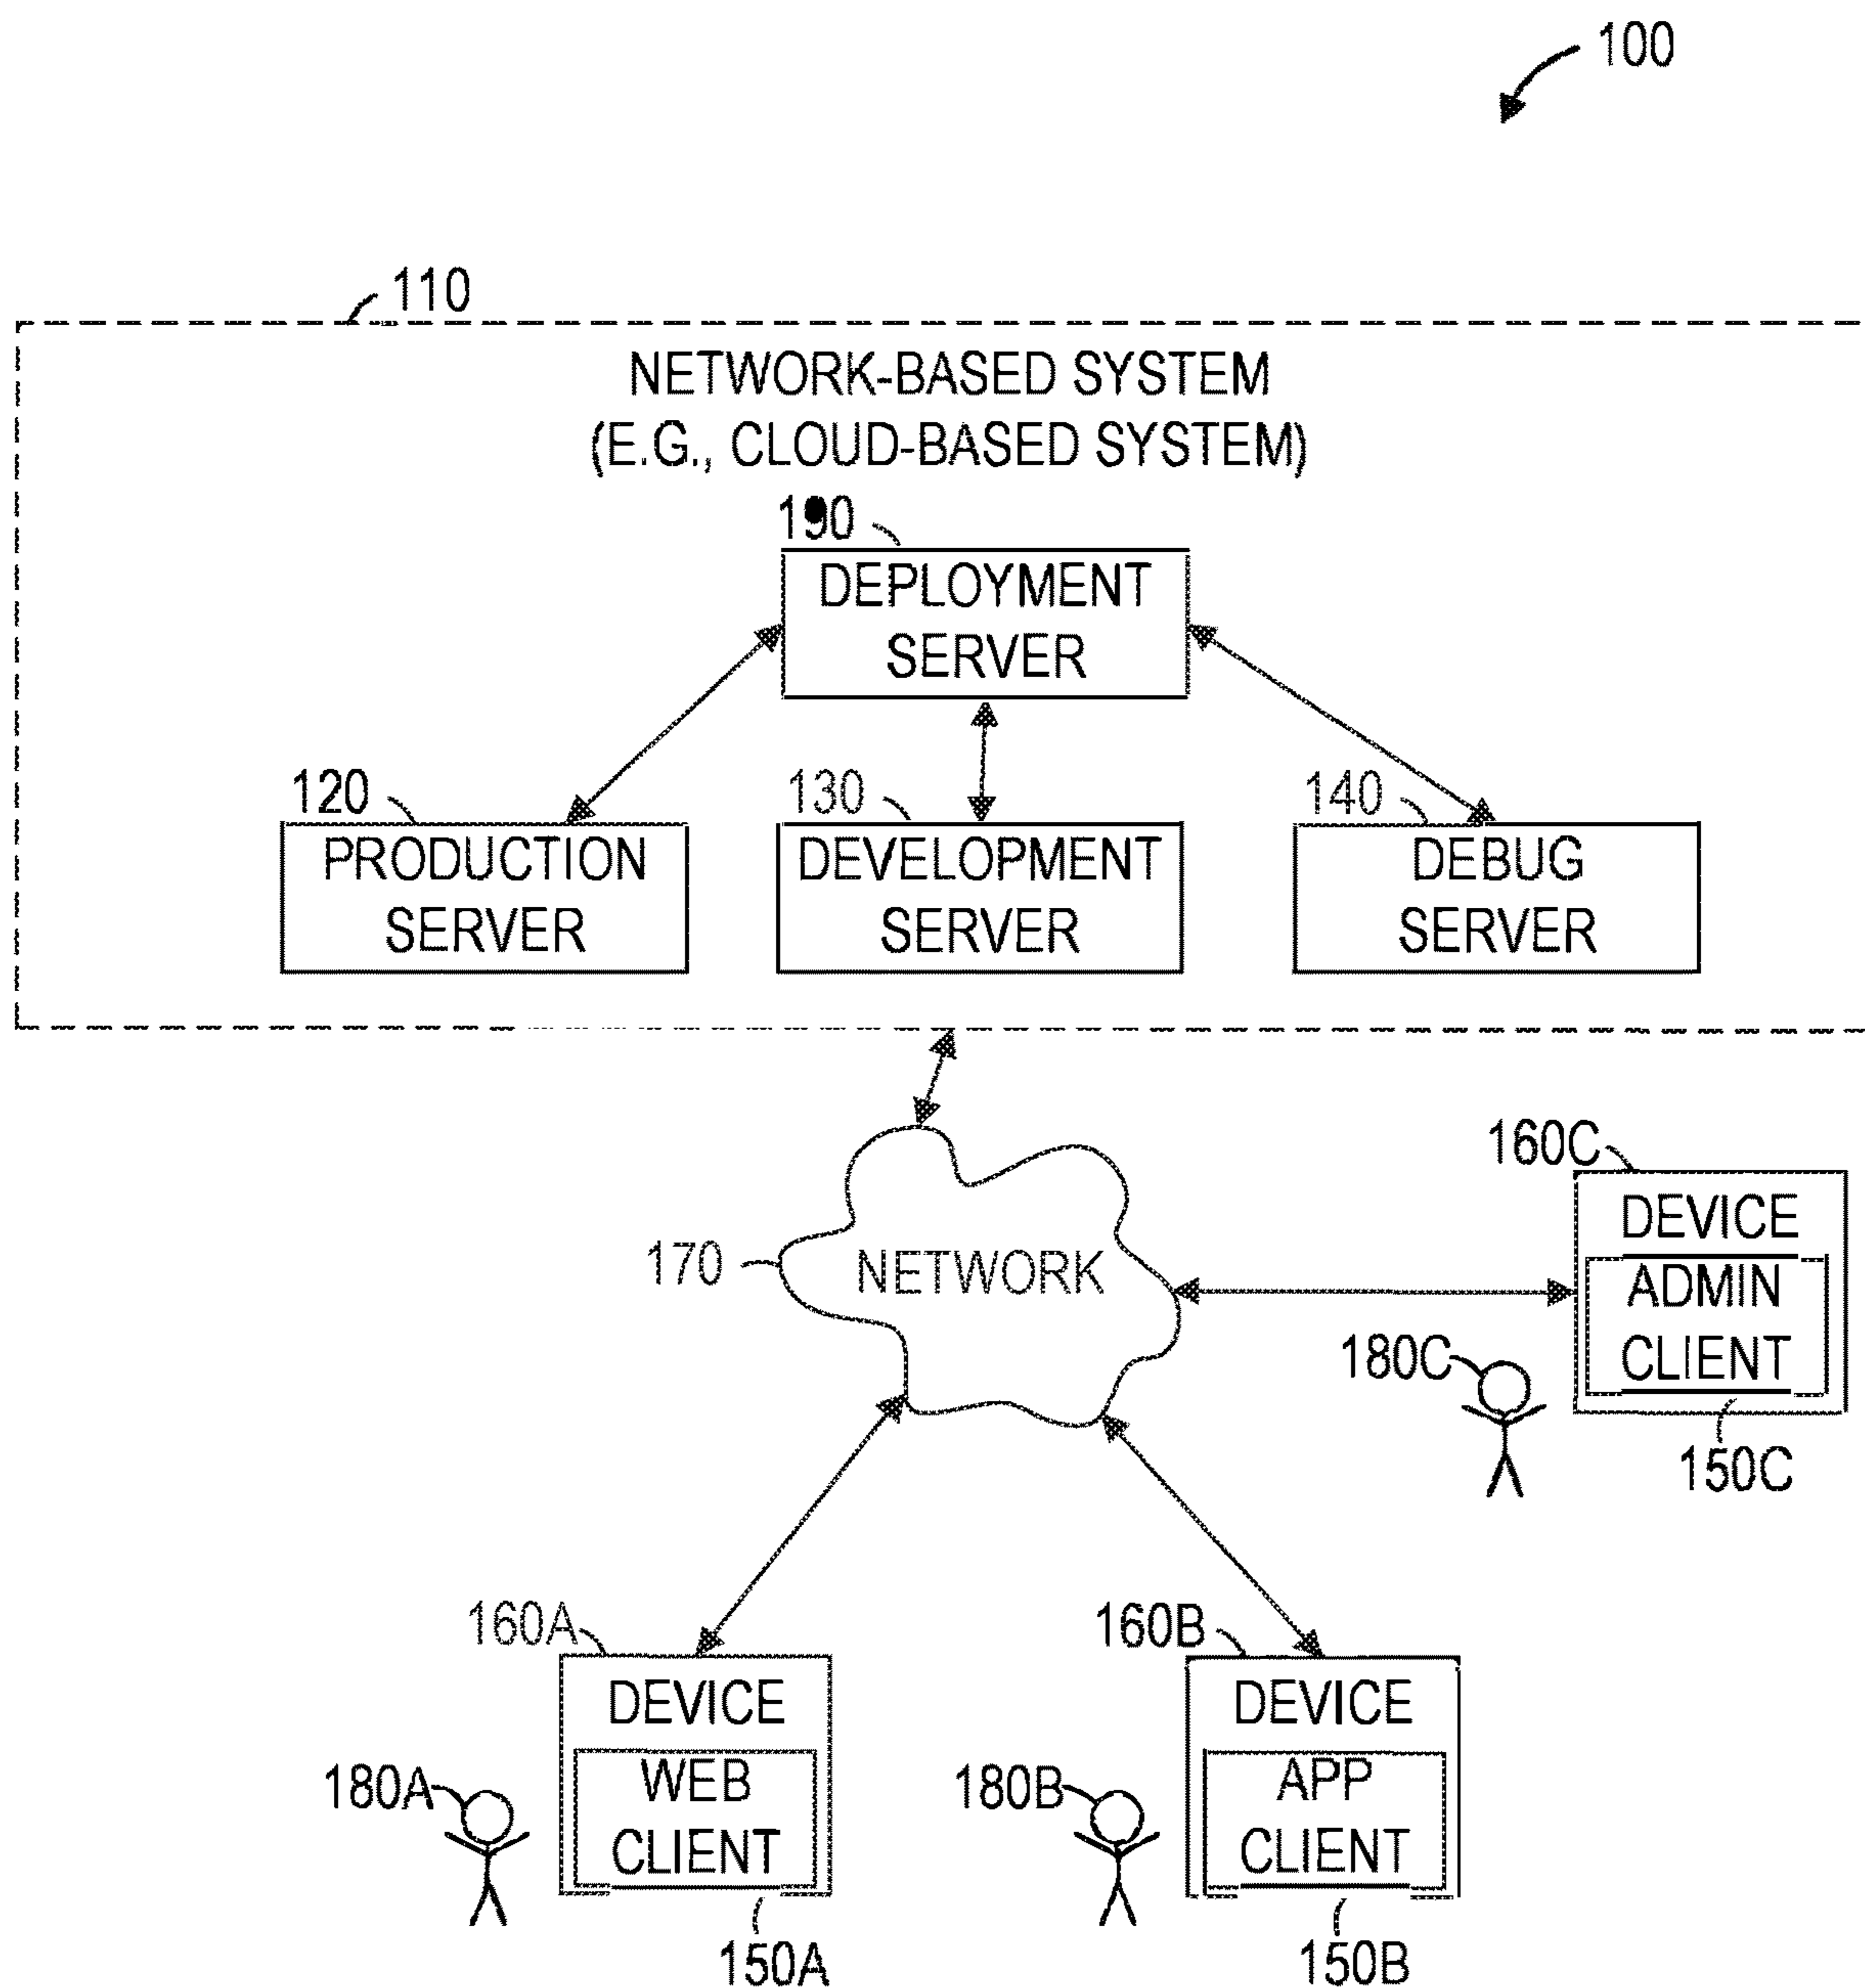 100
110
NETWORK-BASED SYSTEM
(E.G., CLOUD-BASED SYSTEM)
190
DEPLOYMENT
SERVER
120
130
140
PRODUCTION
SERVER
DEVELOPMENT
SERVER
DEBUG
SERVER
160C
DEVICE
ADMIN
CLIENT
170
NETWORK
180C
150C
160A
160B
DEVICE
WEB
CLIENT
DEVICE
APP
CLIENT
180A
180B
150A
150B